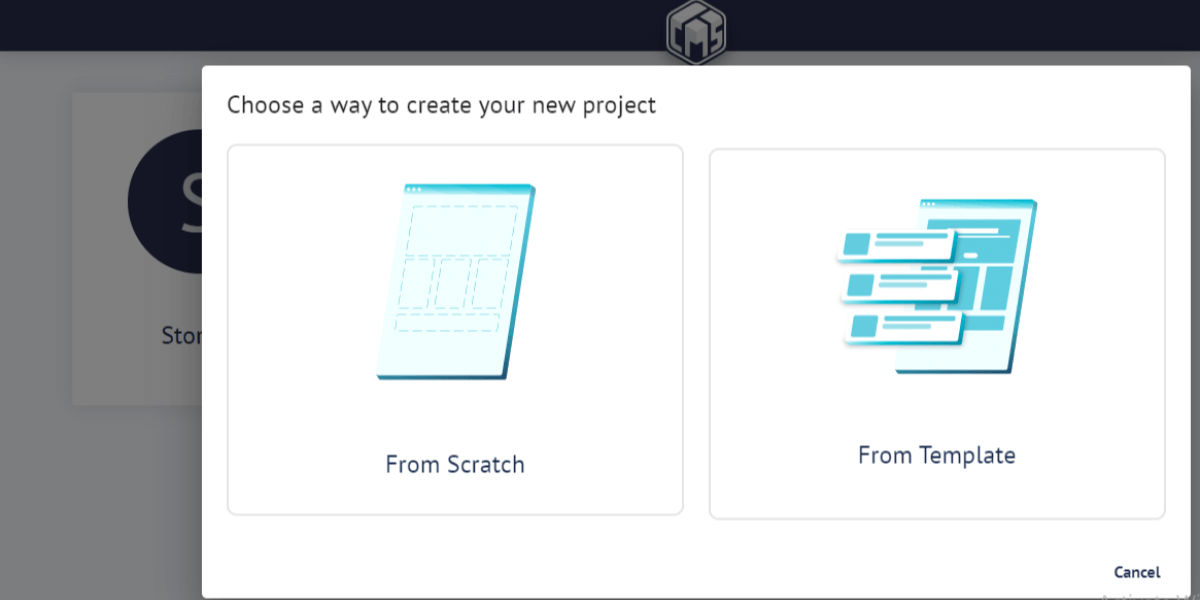 CMS
Choose a way to create your new project
S
Stor
From Scratch
From Template
Cancel